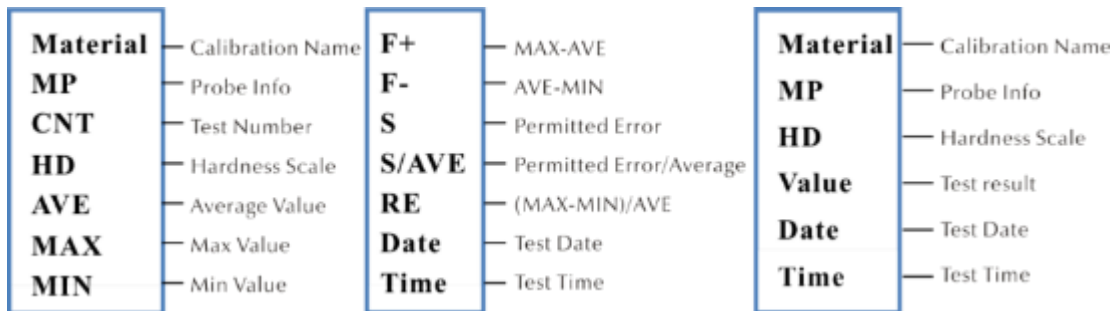 Material Calibration Name
MP Probe Info
CNT Test Number
HD Hardness Scale
AVE Average Value
MAX Max Value
MIN Min Value
F+ MAX-AVE
F- AVE-MIN
S Permitted Error
S/AVE Permitted Error/Average
RE (MAX-MIN)/AVE
Date Test Date
Time Test Time
Material Calibration Name
MP Probe Info
HD Hardness Scale
Value Test result
Date Test Date
Time Test Time